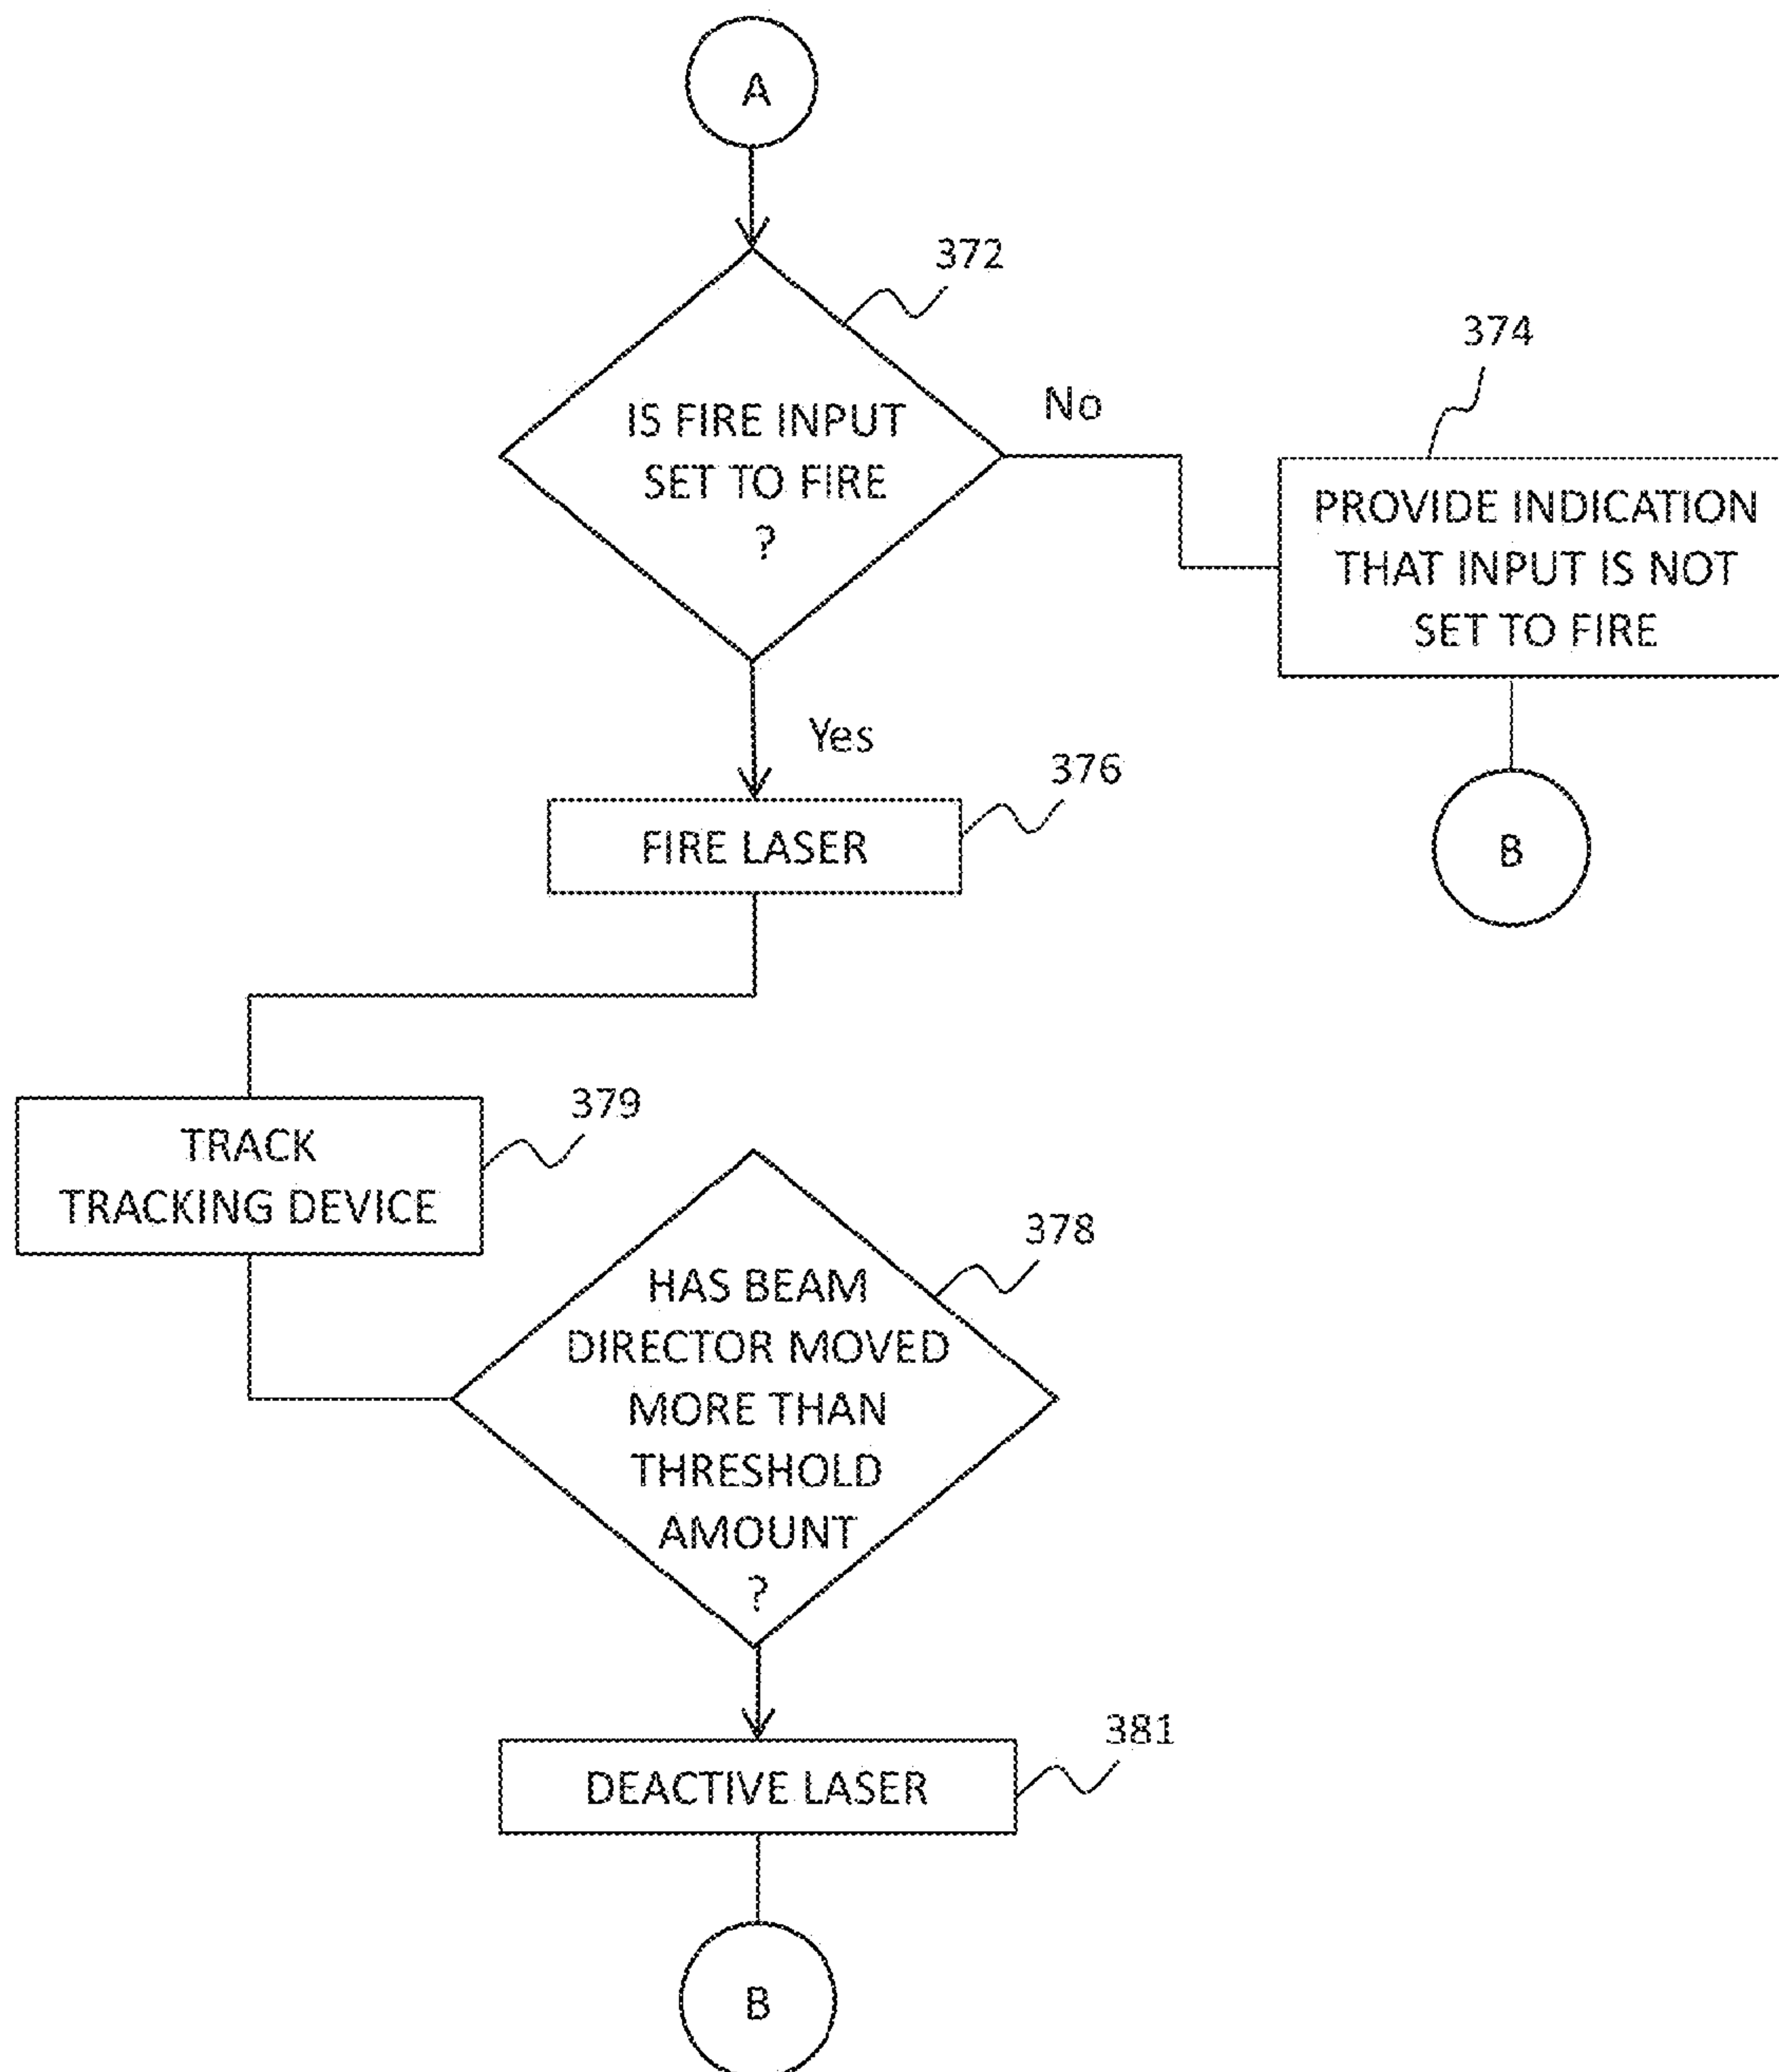 A
372
IS FIRE INPUT
SET TO FIRE
?
No
374
PROVIDE INDICATION
THAT INPUT IS NOT
SET TO FIRE
B
Yes
376
FIRE LASER
379
TRACK
TRACKING DEVICE
378
HAS BEAM
DIRECTOR MOVED
MORE THAN
THRESHOLD
AMOUNT
?
381
DEACTIVE LASER
B